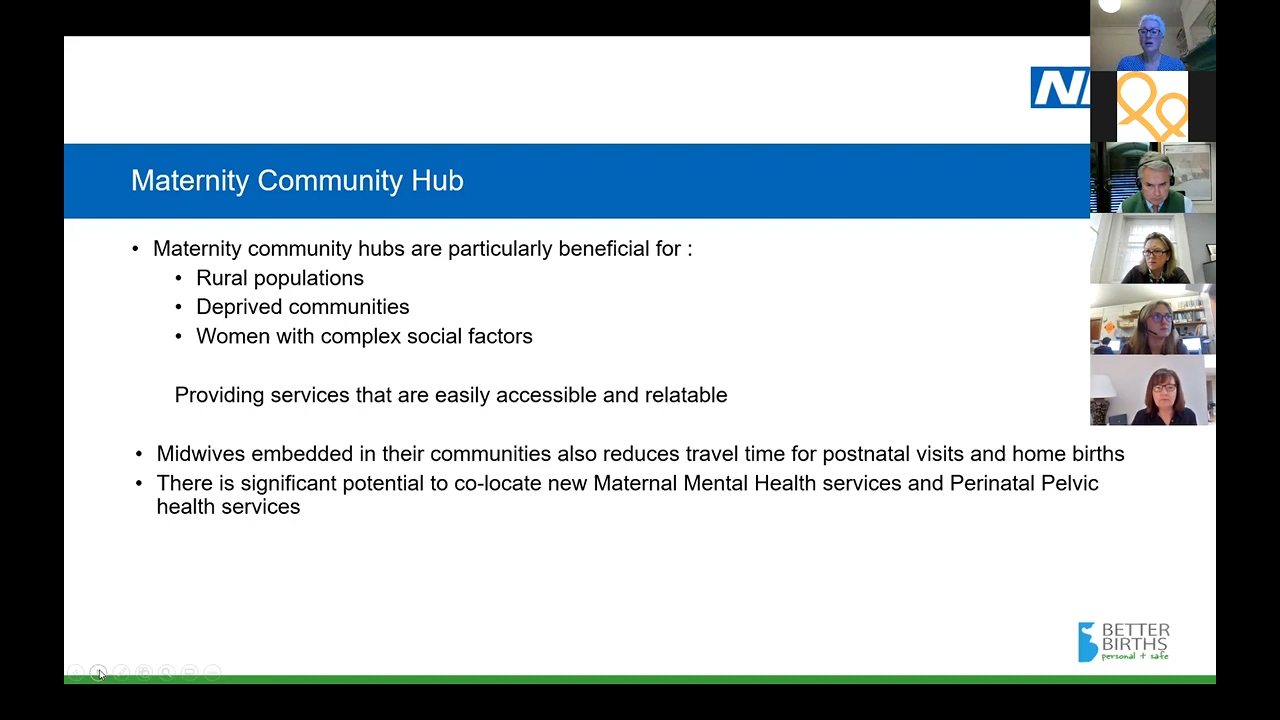 Maternity Community Hub
• Maternity community hubs are particularly beneficial for :
• Rural populations
• Deprived communities
• Women with complex social factors
Providing services that are easily accessible and relatable
• Midwives embedded in their communities also reduces travel time for postnatal visits and home births
• There is significant potential to co-locate new Maternal Mental Health services and Perinatal Pelvic
health services
BETTER
BIRTHS
personal + safe